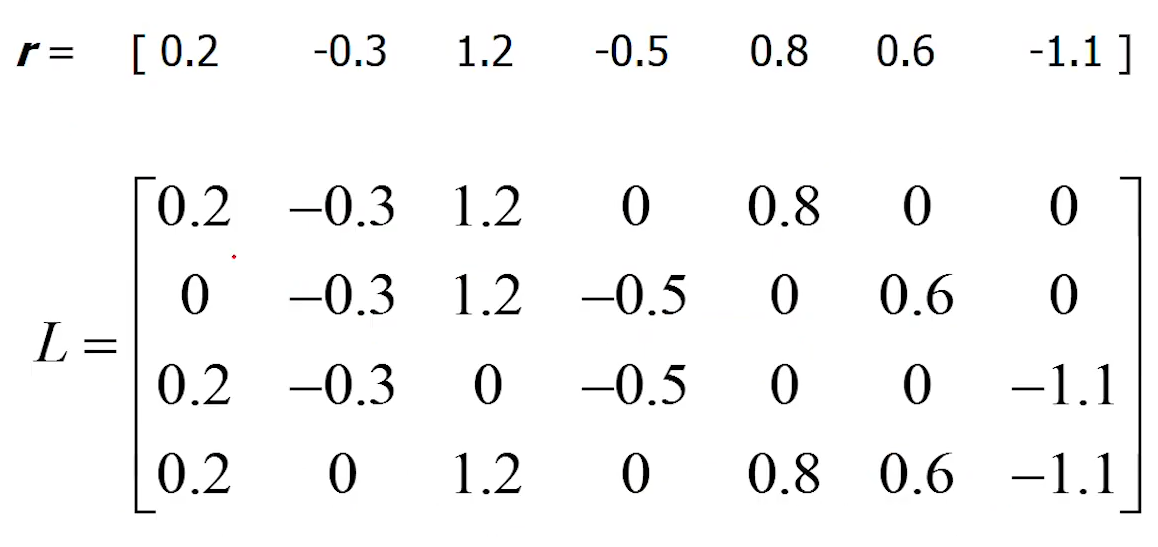 r = [ 0.2 -0.3 1.2 -0.5 0.8 0.6 -1.1 ]
0.2 −0.3 1.2 0 0.8 0 0
0 −0.3 1.2 −0.5 0 0.6 0
L =
0.2 −0.3 0 −0.5 0 0 −1.1
0.2 0 1.2 0 0.8 0.6 −1.1